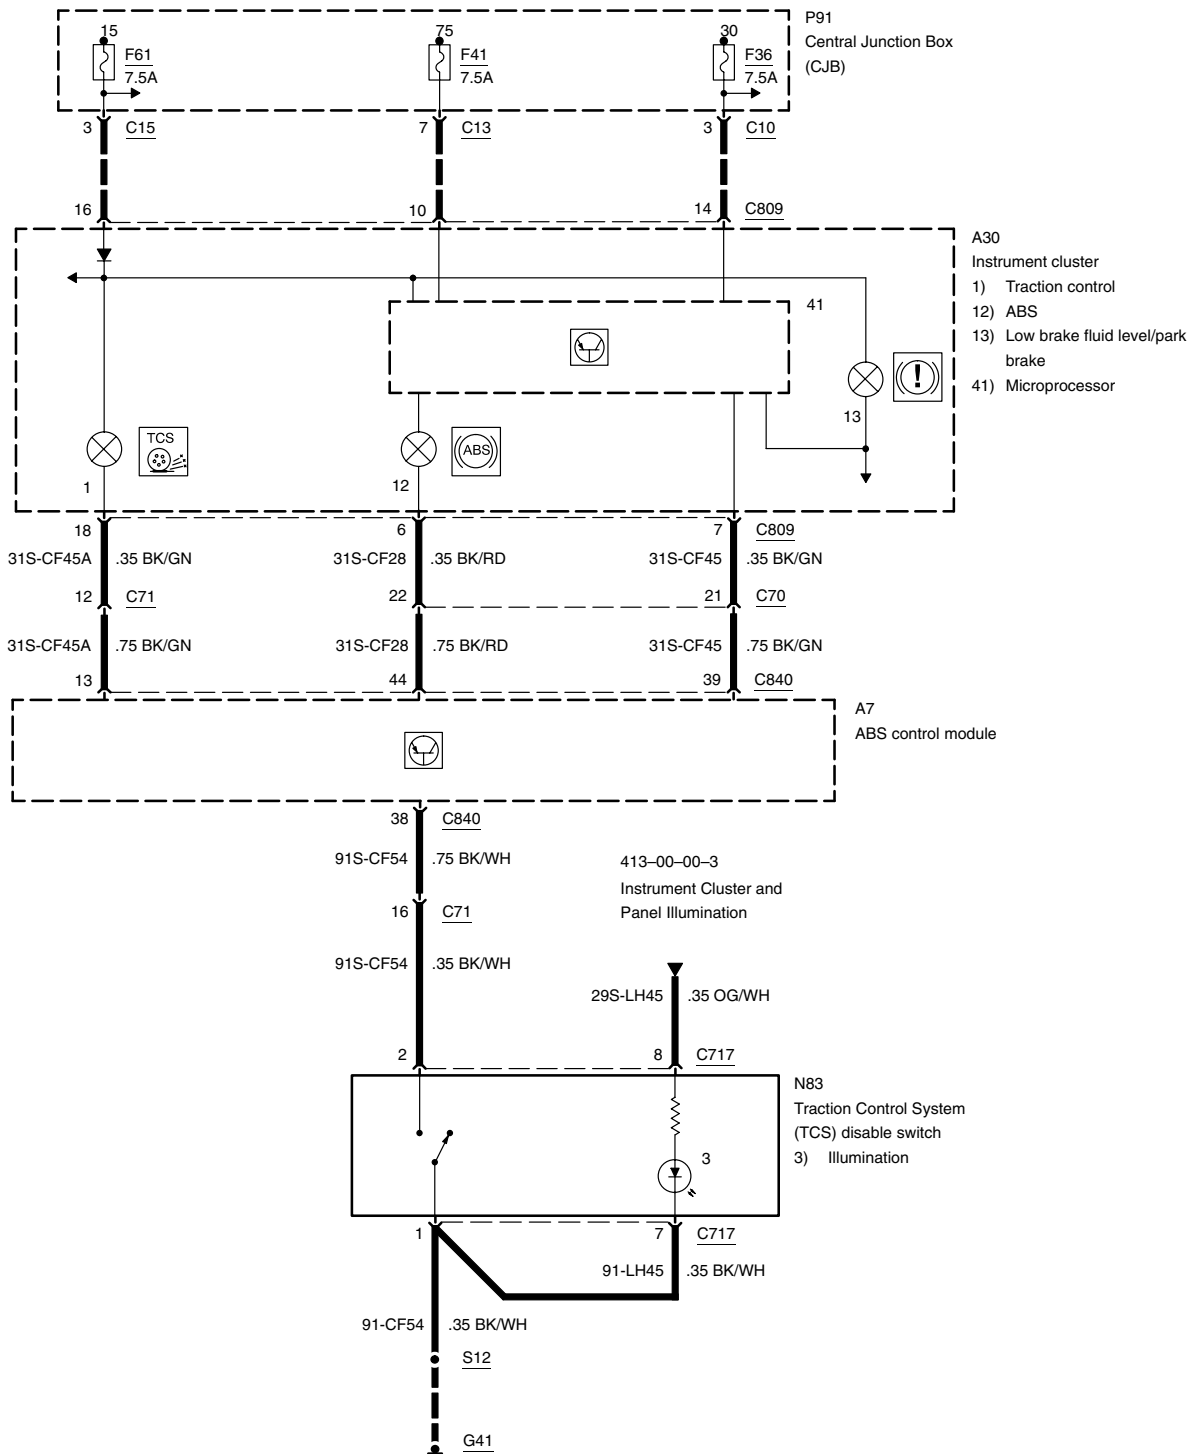 P91
Central Junction Box
(CJB)
15
75
30
F61
7.5A
F41
7.5A
F36
7.5A
3
C15
7
C13
3
C10
16
10
14
C809
A30
Instrument cluster
1) Traction control
12) ABS
13) Low brake fluid level/park
brake
41) Microprocessor
41
13
TCS
ABS
!
1
12
18
6
7
C809
31S-CF45A
.35 BK/GN
31S-CF28
.35 BK/RD
31S-CF45
.35 BK/GN
12
C71
22
21
C70
31S-CF45A
.75 BK/GN
31S-CF28
.75 BK/RD
31S-CF45
.75 BK/GN
13
44
39
C840
A7
ABS control module
38
C840
91S-CF54
.75 BK/WH
413–00–00–3
Instrument Cluster and
Panel Illumination
16
C71
91S-CF54
.35 BK/WH
29S-LH45
.35 OG/WH
2
8
C717
N83
Traction Control System
(TCS) disable switch
3) Illumination
3
1
7
C717
91-LH45
.35 BK/WH
91-CF54
.35 BK/WH
S12
G41